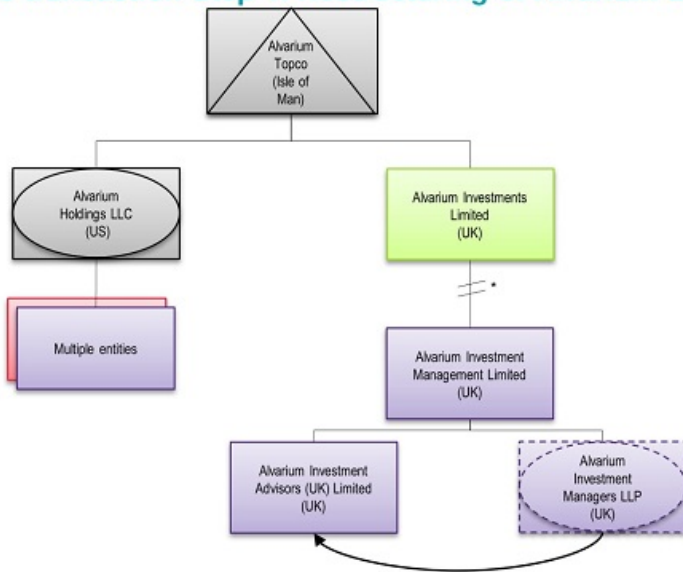 Alvarium
Topco
(Isle of
Man)
Alvarium
Holdings LLC
(US)
Alvarium Investments
Limited
(UK)
*
Multiple entities
Alvarium Investment
Management Limited
(UK)
Alvarium Investment
Advisors (UK) Limited
(UK)
Alvarium
Investment
Managers LLP
(UK)